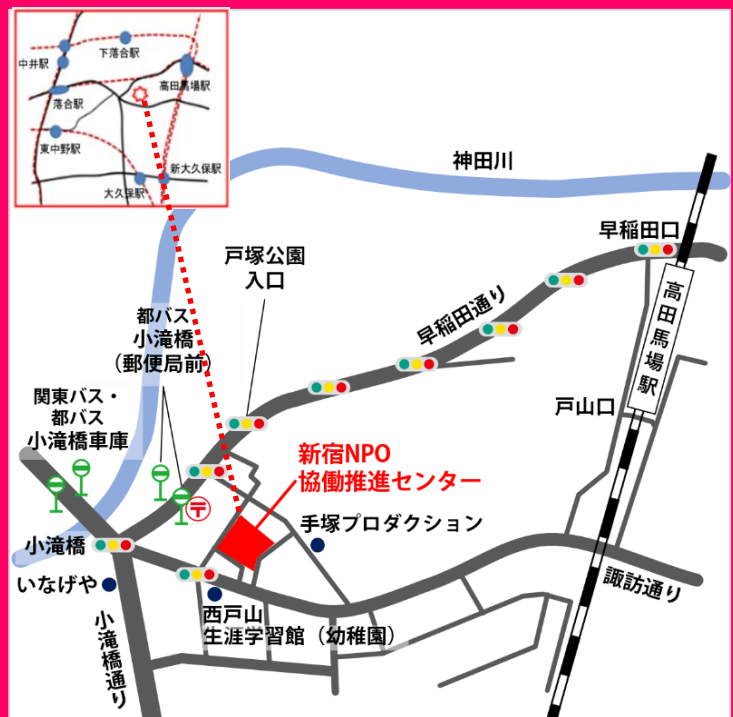 下落合駅
中井駅
高田馬場駅
落合駅
東中野駅
新大久保駅
大久保駅
神田川
早稲田口
戸塚公園
入口
早稲田通り
高田馬場駅
都バス
小滝橋
（郵便局前）
関東バス・
都バス
小滝橋車庫
戸山口
新宿NPO
協働推進センター
〒
手塚プロダクション
小滝橋
いなげや
諏訪通り
西戸山
生涯学習館（幼稚園）
小滝橋通り